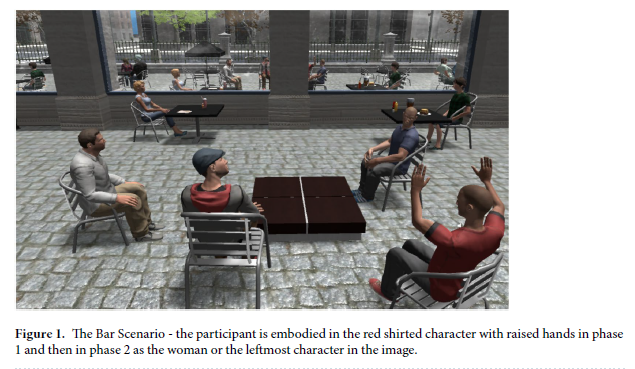 Figure 1. The Bar Scenario - the participant is embodied in the red shirted character with raised hands in phase
1 and then in phase 2 as the woman or the leftmost character in the image.